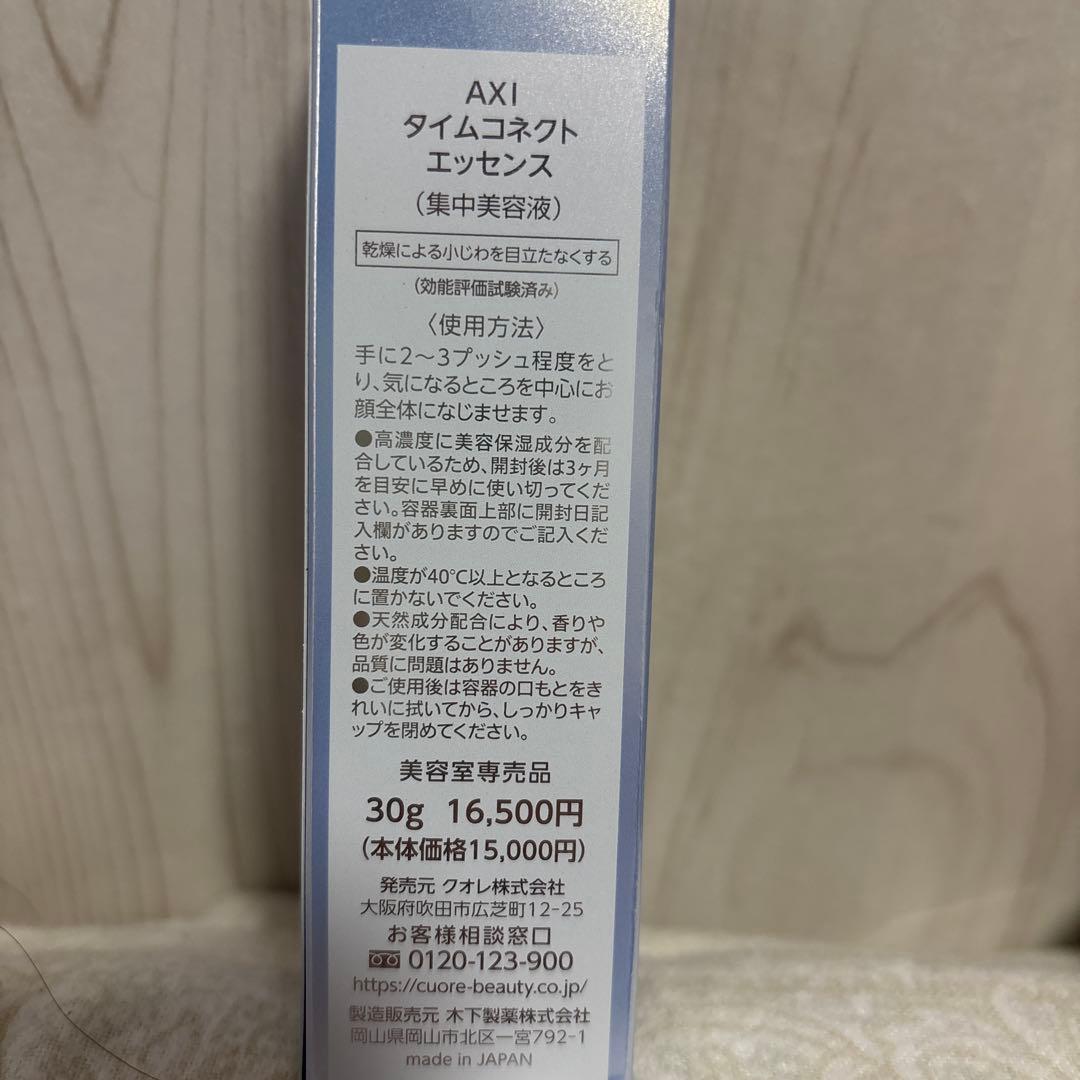 AXI
タイムコネクト
エッセンス
（集中美容液）
乾燥による小じわを目立たなくする
（効能評価試験済み）
〈使用方法〉
手に2～3プッシュ程度をと
り、気になるところを中心にお
顔全体になじませます。
●高濃度に美容保湿成分を配
合しているため、開封後は3ヶ月
を目安に早めに使い切ってくだ
さい。容器裏面上部に開封日記
入欄がありますのでご記入くだ
さい。
●温度が40℃以上となるところ
に置かないでください。
●天然成分配合により、香りや
色が変化することがありますが、
品質に問題はありません。
●ご使用後は容器の口もとをき
れいに拭いてから、しっかりキャ
ップを閉めてください。
美容室専売品
30g 16,500円
（本体価格15,000円）
発売元 クオレ株式会社
大阪府吹田市広芝町12-25
お客様相談窓口
0120-123-900
https://cuore-beauty.co.jp/
製造販売元 木下製薬株式会社
岡山県岡山市北区一宮792-1
made in JAPAN